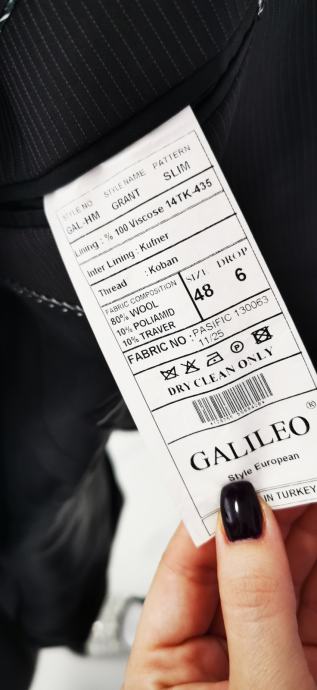 STYLE NO STYLE NAME PATTERN
GAL-HM GRANT SLIM
Lining : % 100 Viscose 14TK-435
Inter Lining : Kufner
Thread : Koban
FABRIC COMPOSITION
80% WOOL
10% POLIAMID
10% TRAVER
SIZE DROP
48 6
FABRIC NO : PASIFIC 130063
11/25
P
DRY CLEAN ONLY
GALILEO®
Style European
IN TURKEY